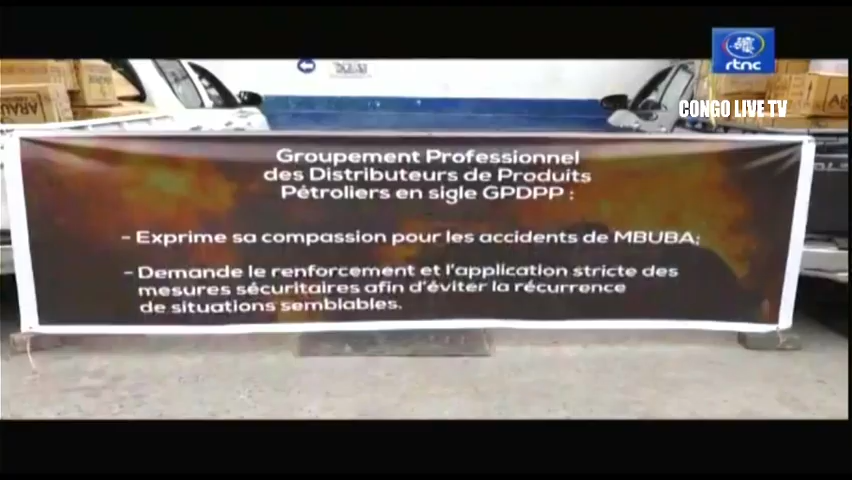 rtnc
CONGO LIVE TV
Groupement Professionnel
des Distributeurs de Produits
Pétroliers en sigle GPDPP :
- Exprime sa compassion pour les accidents de MBUBA;
- Demande le renforcement et l'application stricte des
mesures sécuritaires afin d'éviter la récurrence
de situations semblables.